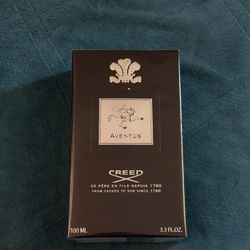 AVENTUS
CREED
DE PÈRE EN FILS DEPUIS 1760
FROM FATHER TO SON SINCE 1760
100 ML 3.3 FL.OZ.